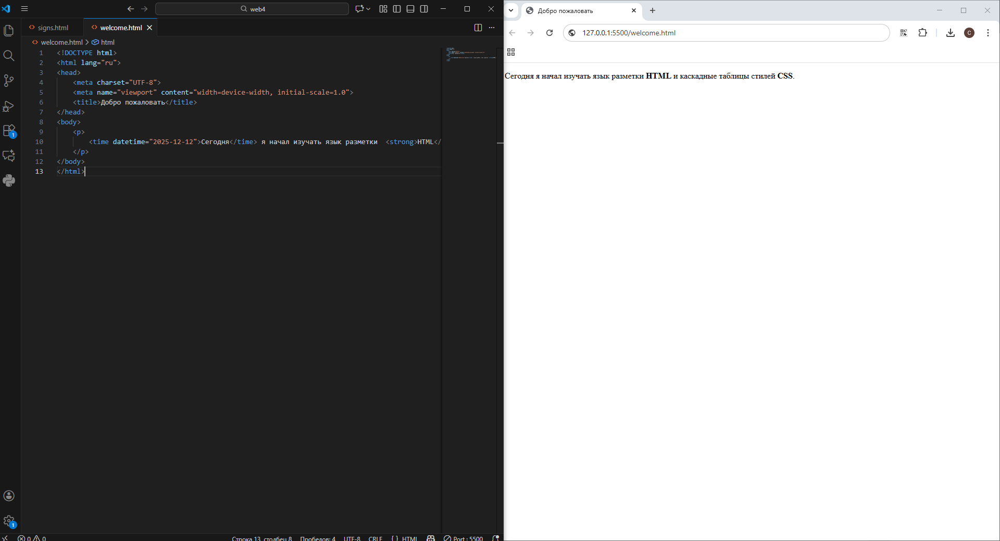 web4
signs.html
welcome.html
welcome.html > html
1 <!DOCTYPE html>
2 <html lang="ru">
3 <head>
4 <meta charset="UTF-8">
5 <meta name="viewport" content="width=device-width, initial-scale=1.0">
6 <title>Добро пожаловать</title>
7 </head>
8 <body>
9 <p>
10 <time datetime="2025-12-12">Сегодня</time> я начал изучать язык разметки  <strong>HTML</
11 </p>
12 </body>
13 </html>
1
1
0 0
Строка 13, столбец 8 Пробелов: 4 UTF-8 CRLF { } HTML Port : 5500
Добро пожаловать
127.0.0.1:5500/welcome.html
C
Сегодня я начал изучать язык разметки HTML и каскадные таблицы стилей CSS.